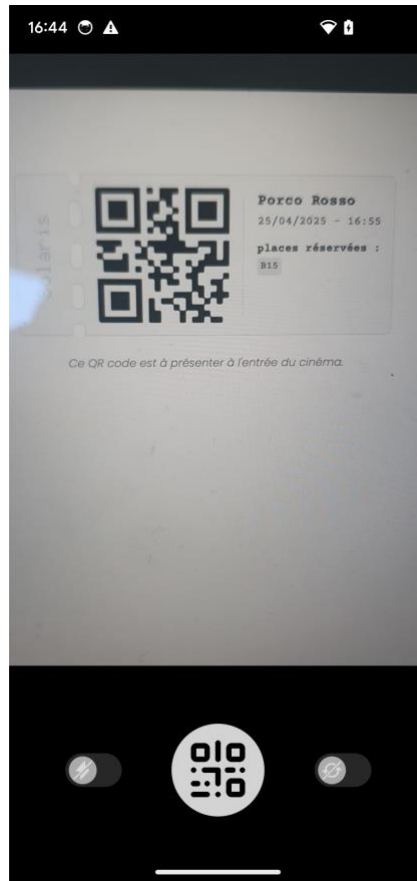 16:44
Solaris
Porco Rosso
25/04/2025 - 16:55
places réservées :
B15
Ce QR code est à présenter à l'entrée du cinéma.